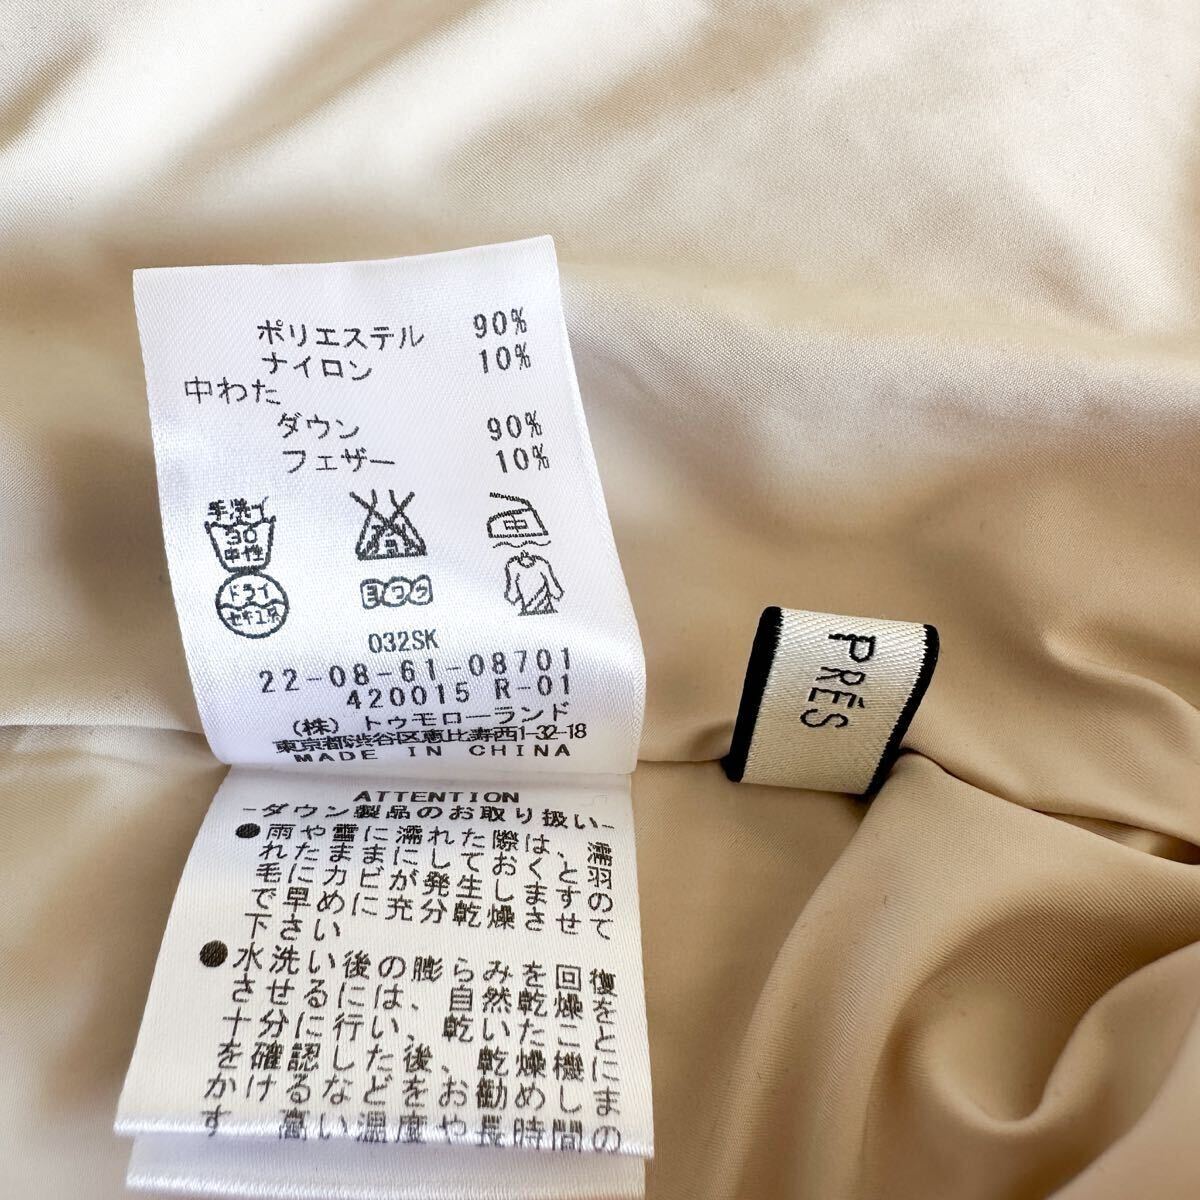 ポリエステル 90%
ナイロン 10%
中わた
ダウン 90%
フェザー 10%
手洗イ
30
中性
エンソサラシ
中
ドライ
セキユ系
ヨワク
032SK
22-08-61-08701
420015 R-01
(株) トゥモローランド
東京都渋谷区恵比寿西1-32-18
MADE IN CHINA
PRÉS
ATTENTION
-ダウン製品のお取り扱い-
●雨や雪に濡れた際は、濡
れたままにしておくと羽
毛にカビが発生しますの
で早めに充分乾燥させて
下さい
●水洗い後の膨らみを回復
させるには、自然乾燥を
十分に行い、乾いたこと
を確認した後、乾燥機に
かけるなどをお勧めしま
す 高い温度や長時間の